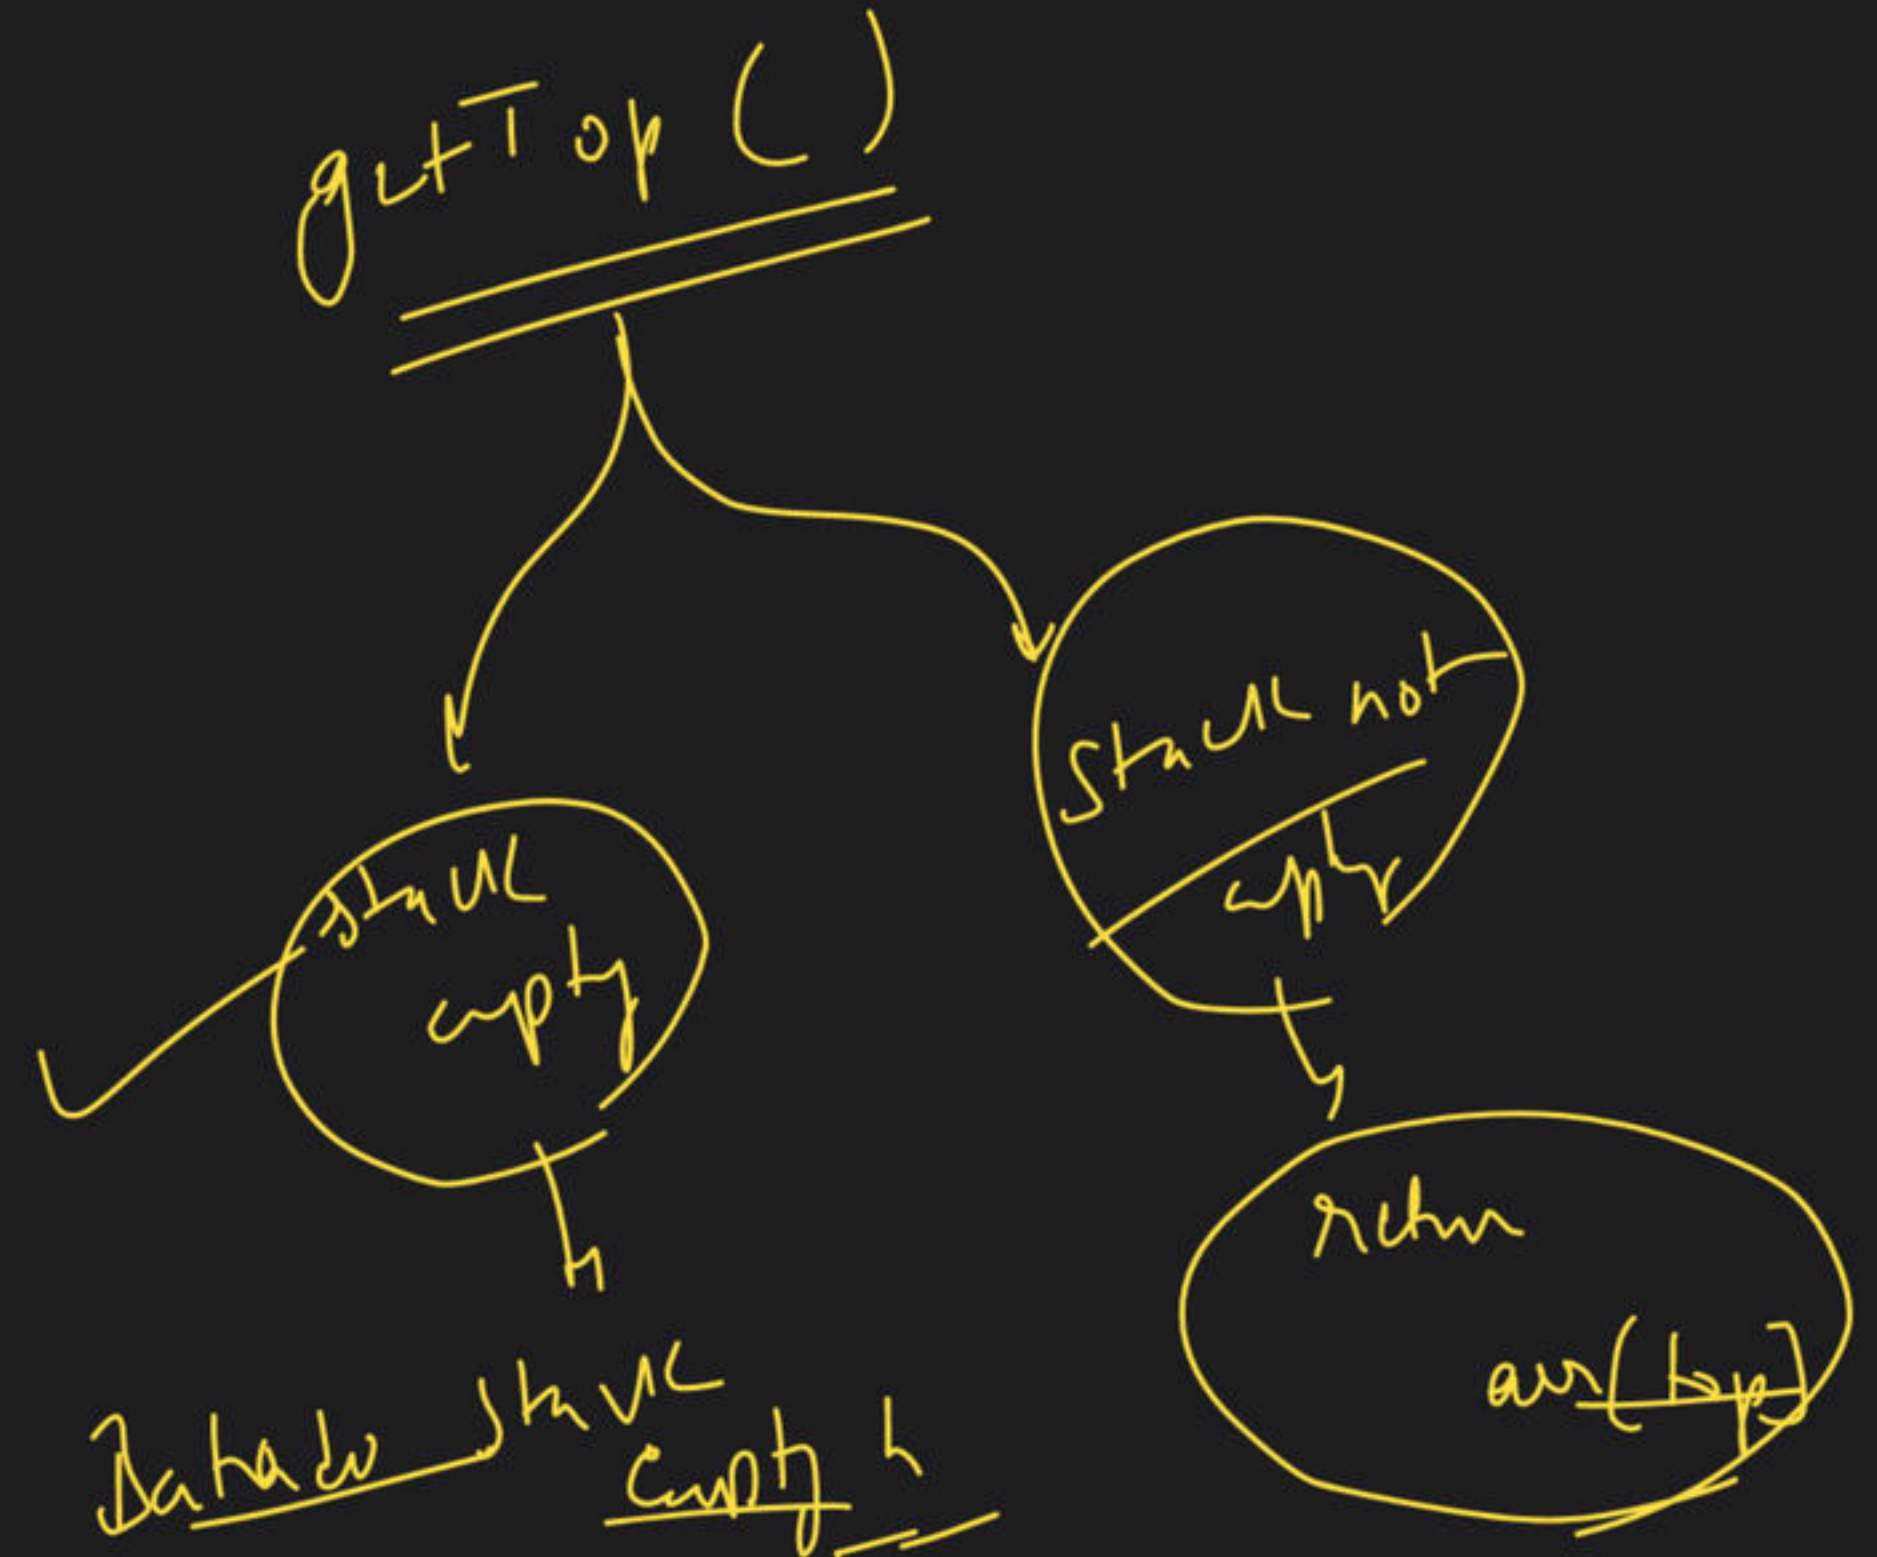 getTop()
Stack not
empty
stack
empty
return
arr[top]
Batado stack
empty h